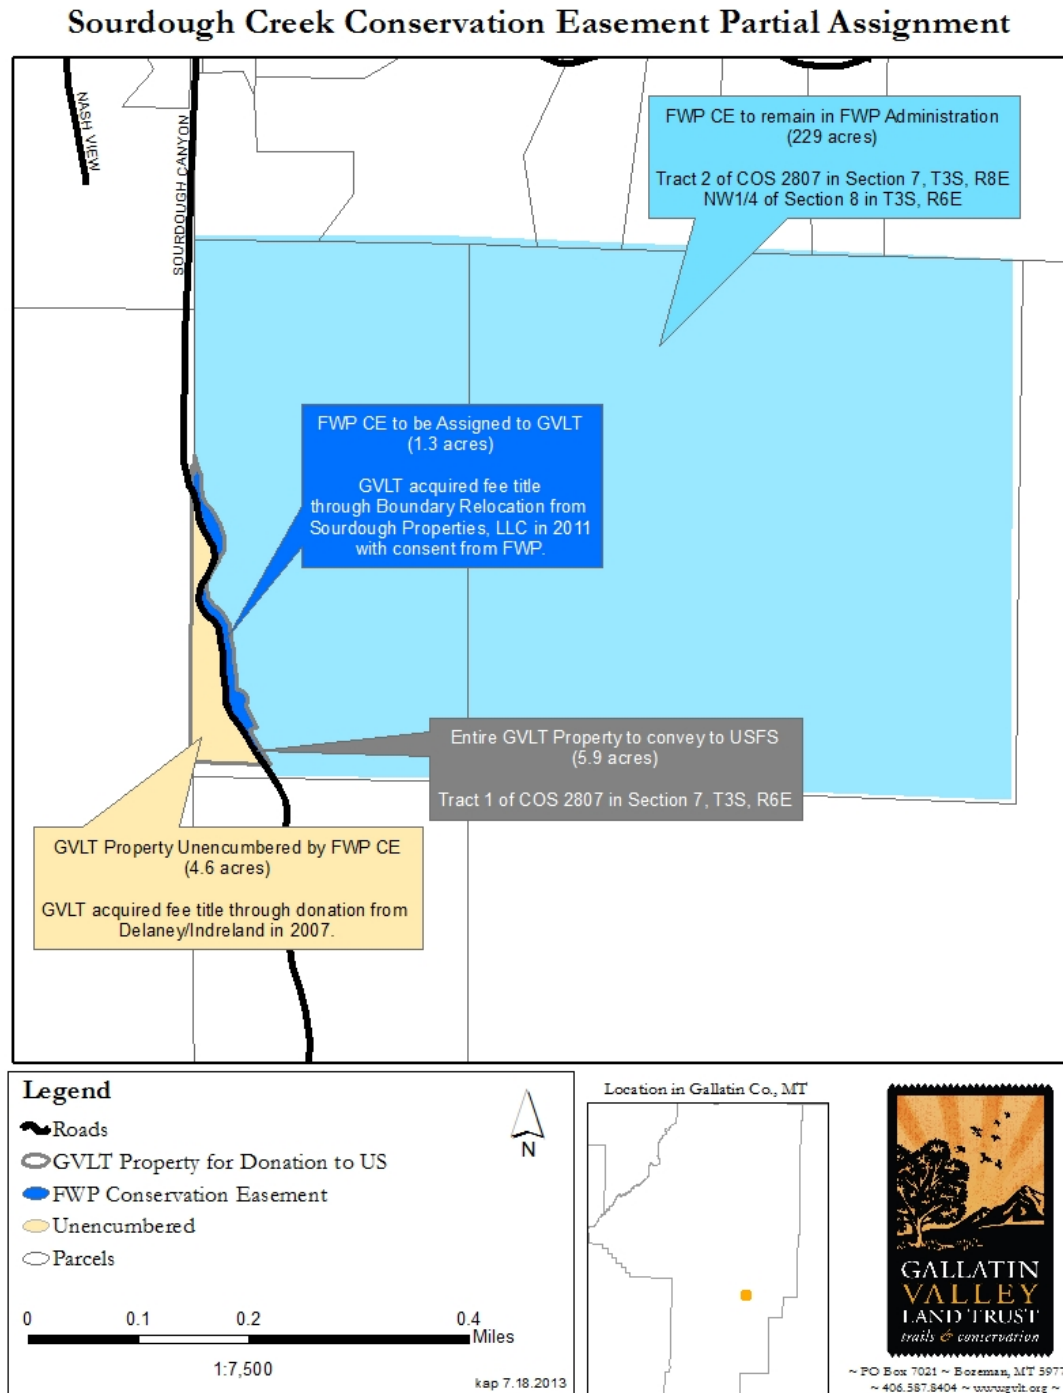 Sourdough Creek Conservation Easement Partial Assignment
NASH VIEW
SOURDOUGH CANYON
FWP CE to remain in FWP Administration
(229 acres)
Tract 2 of COS 2807 in Section 7, T3S, R8E
NW1/4 of Section 8 in T3S, R6E
FWP CE to be Assigned to GVLT
(1.3 acres)
GVLT acquired fee title
through Boundary Relocation from
Sourdough Properties, LLC in 2011
with consent from FWP.
Entire GVLT Property to convey to USFS
(5.9 acres)
Tract 1 of COS 2807 in Section 7, T3S, R6E
GVLT Property Unencumbered by FWP CE
(4.6 acres)
GVLT acquired fee title through donation from
Delaney/Indreland in 2007.
Legend
Roads
GVLT Property for Donation to US
FWP Conservation Easement
Unencumbered
Parcels
N
0 0.1 0.2 0.4
Miles
1:7,500
kap 7.18.2013
Location in Gallatin Co., MT
GALLATIN
VALLEY
LAND TRUST
trails & conservation
~ PO Box 7021 ~ Bozeman, MT 5977
~ 406.587.8404 ~ www.gvlt.org ~